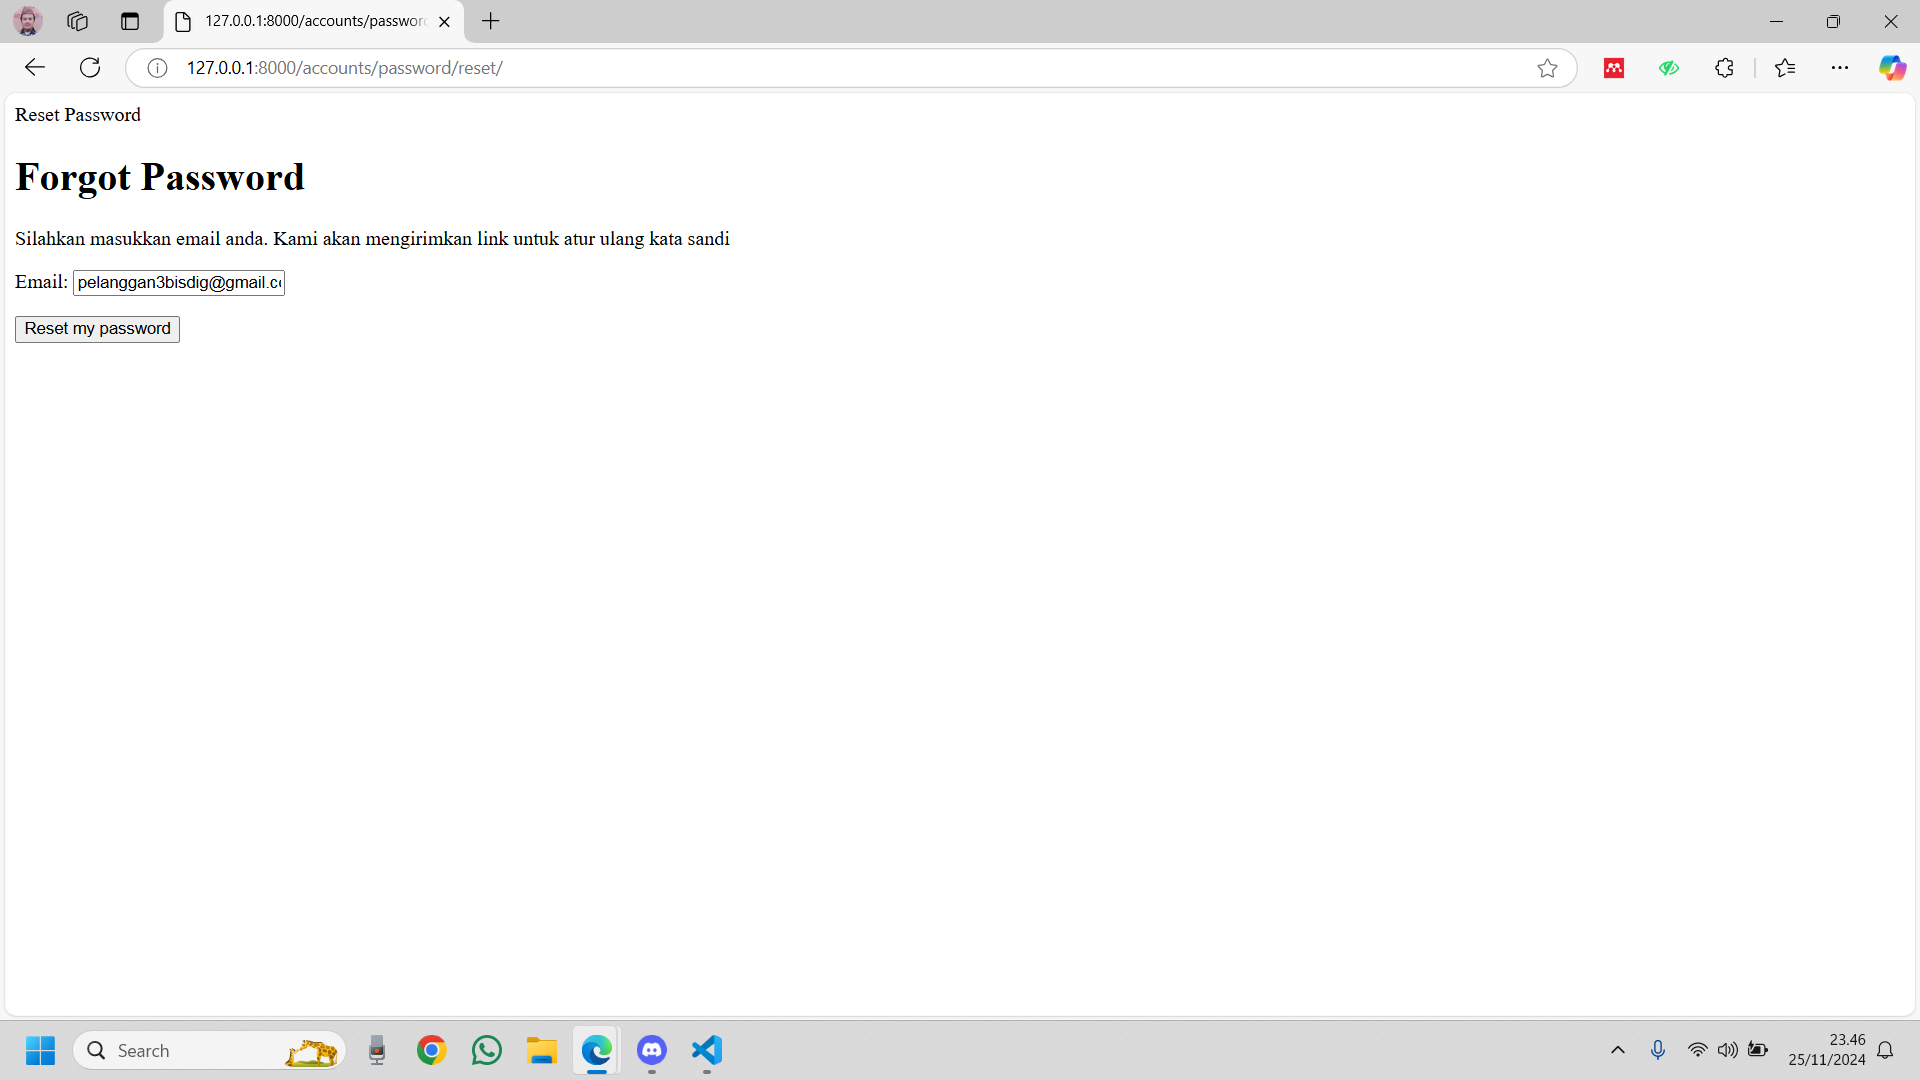 127.0.0.1:8000/accounts/passwor
127.0.0.1:8000/accounts/password/reset/
Reset Password
Forgot Password
Silahkan masukkan email anda. Kami akan mengirimkan link untuk atur ulang kata sandi
Email: pelanggan3bisdig@gmail.c
Reset my password
Search
23.46
25/11/2024